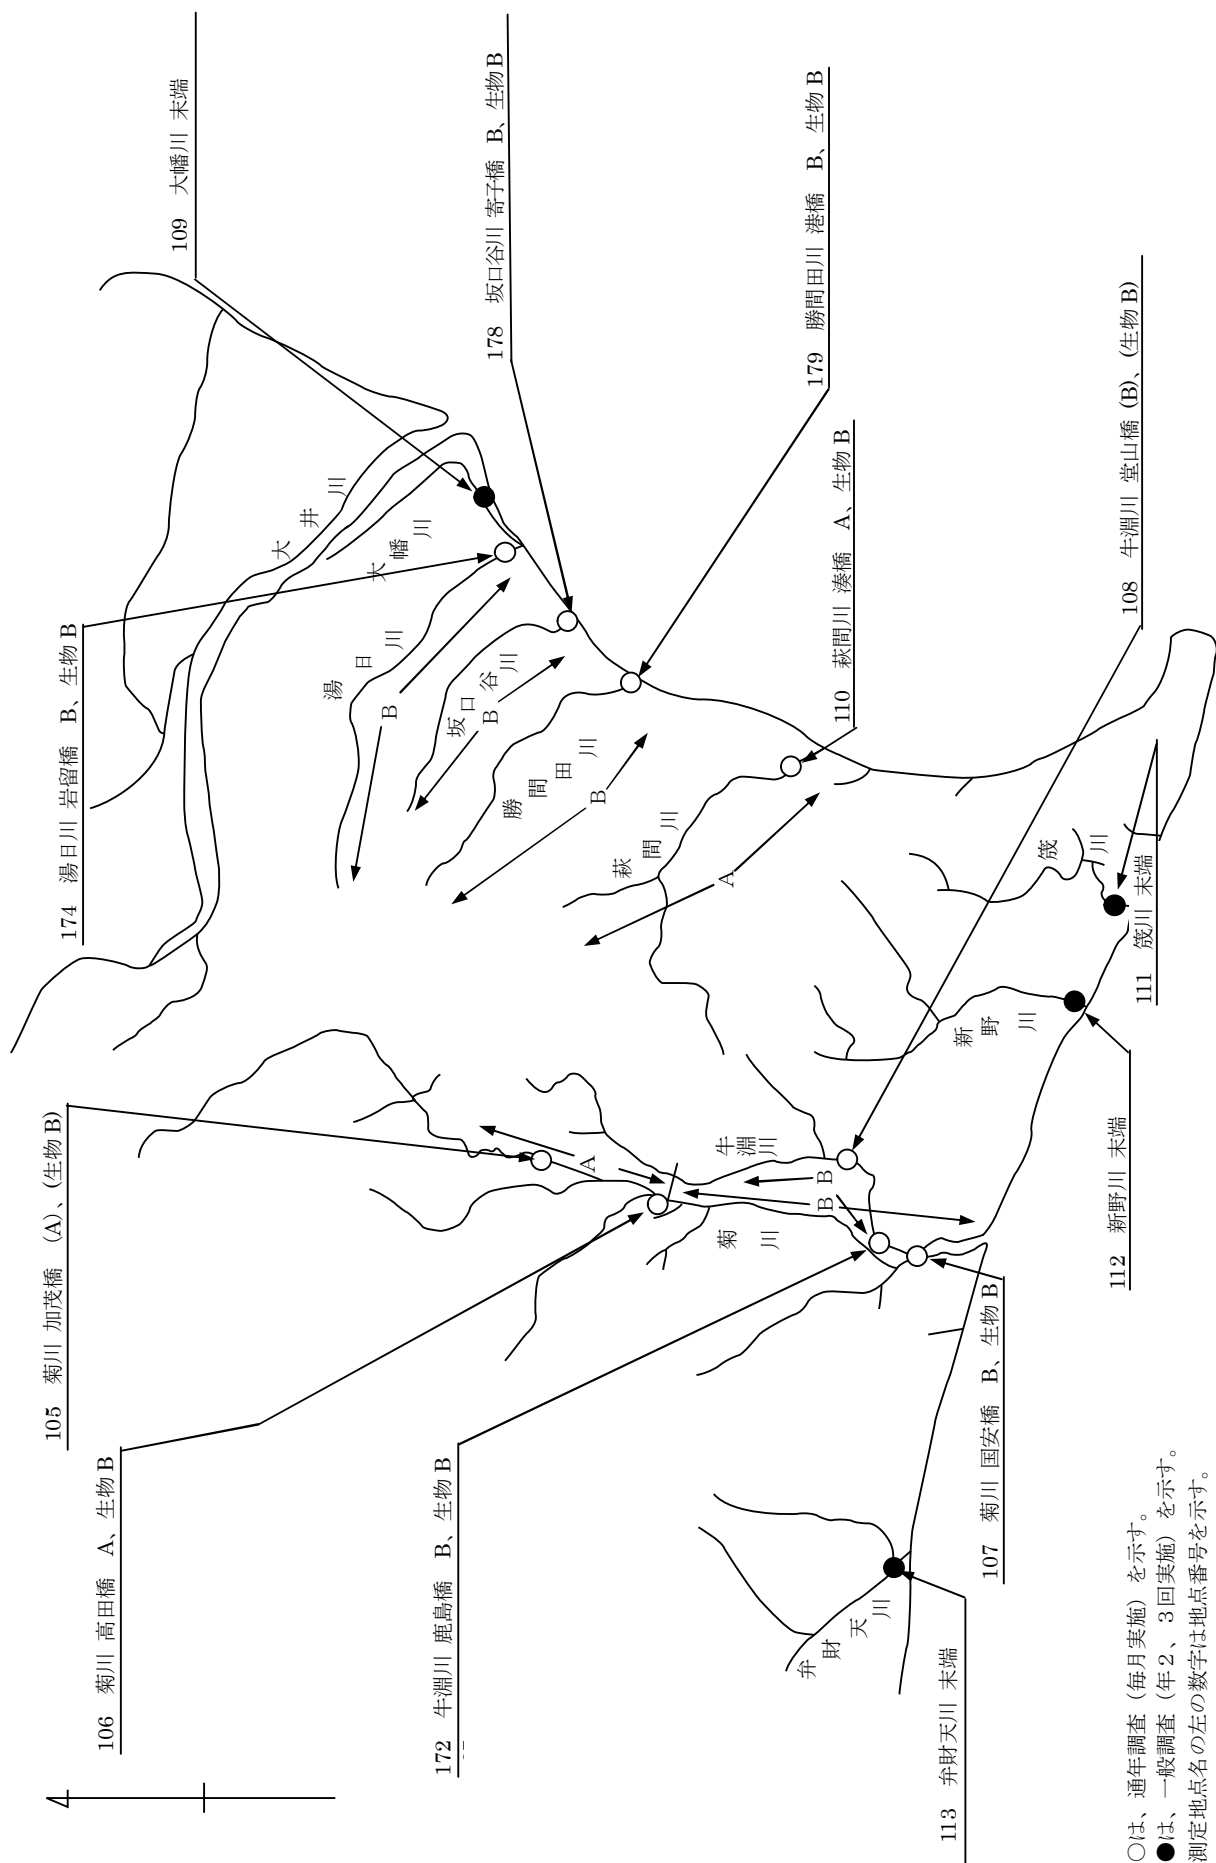 109　大幡川 末端
178　坂口谷川 寄子橋　B、生物 B
179　勝間田川 港橋　B、生物 B
174　湯日川 岩留橋　B、生物 B
110　萩間川 湊橋　A、生物 B
108　牛淵川 堂山橋 (B)、(生物 B)
111　筬川 末端
112　新野川 末端
105　菊川 加茂橋　(A)、(生物 B)
106　菊川 高田橋　A、生物 B
172　牛淵川 鹿島橋　B、生物 B
107　菊川 国安橋　B、生物 B
113　弁財天川 末端
大井川
大幡川
湯日川
B
坂口谷川
B
勝間田川
B
萩間川
A
筬川
新野川
牛淵川
A
B
B
菊川
弁財天川
○は、通年調査（毎月実施）を示す。
●は、一般調査（年２、３回実施）を示す。
測定地点名の左の数字は地点番号を示す。